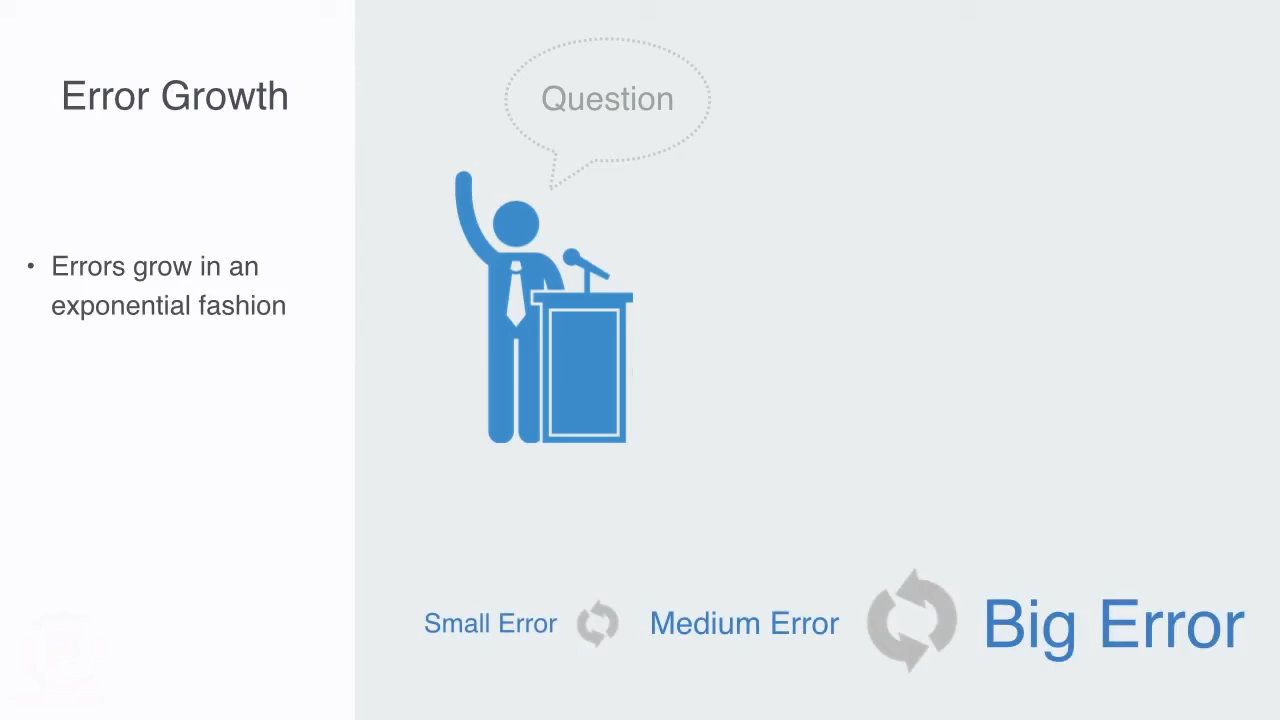 Error Growth
• Errors grow in an
exponential fashion
Question
Small Error
Medium Error
Big Error